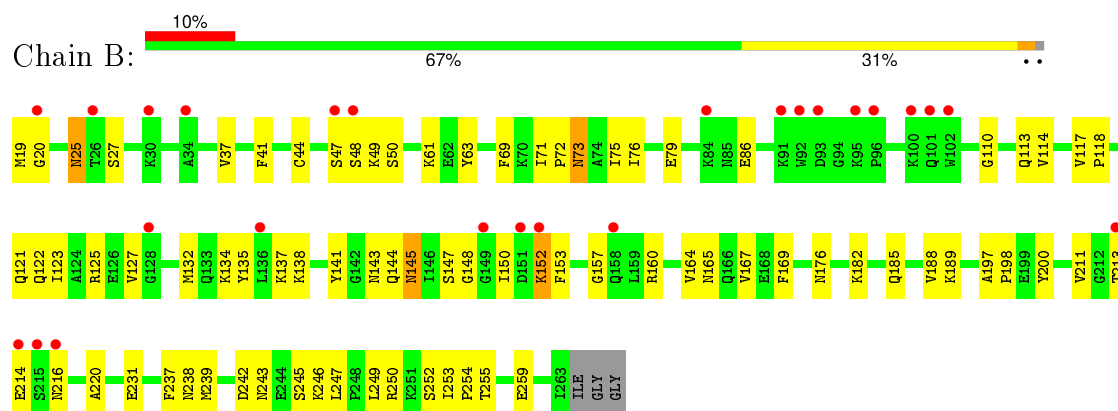 10%
Chain B:
67% 31% • •
M19 G20 N25 T26 S27 K30 A34 V37 F41 C44 S47 S48 K49 S50 K61 E62 Y63 F69 K70 I71 P72 N73 A74 I75 I76 E79 K84 N85 E86 K91 W92 D93 G94 K95 P96 K100 Q101 W102 G110 Q113 V114 V117 P118
Q121 Q122 I123 A124 R125 E126 V127 G128 M132 Q133 K134 Y135 L136 K137 K138 Y141 G142 N143 Q144 N145 I146 S147 G148 G149 I150 D151 K152 F153 G157 Q158 L159 R160 V164 N165 Q166 V167 E168 F169 N176 K182 Q185 V188 K189 A197 P198 E199 Y200 V211 G212 T213
E214 S215 N216 A220 E231 F237 N238 M239 D242 N243 E244 S245 K246 L247 P248 L249 R250 K251 S252 I253 P254 T255 E259 I263 ILE GLY GLY